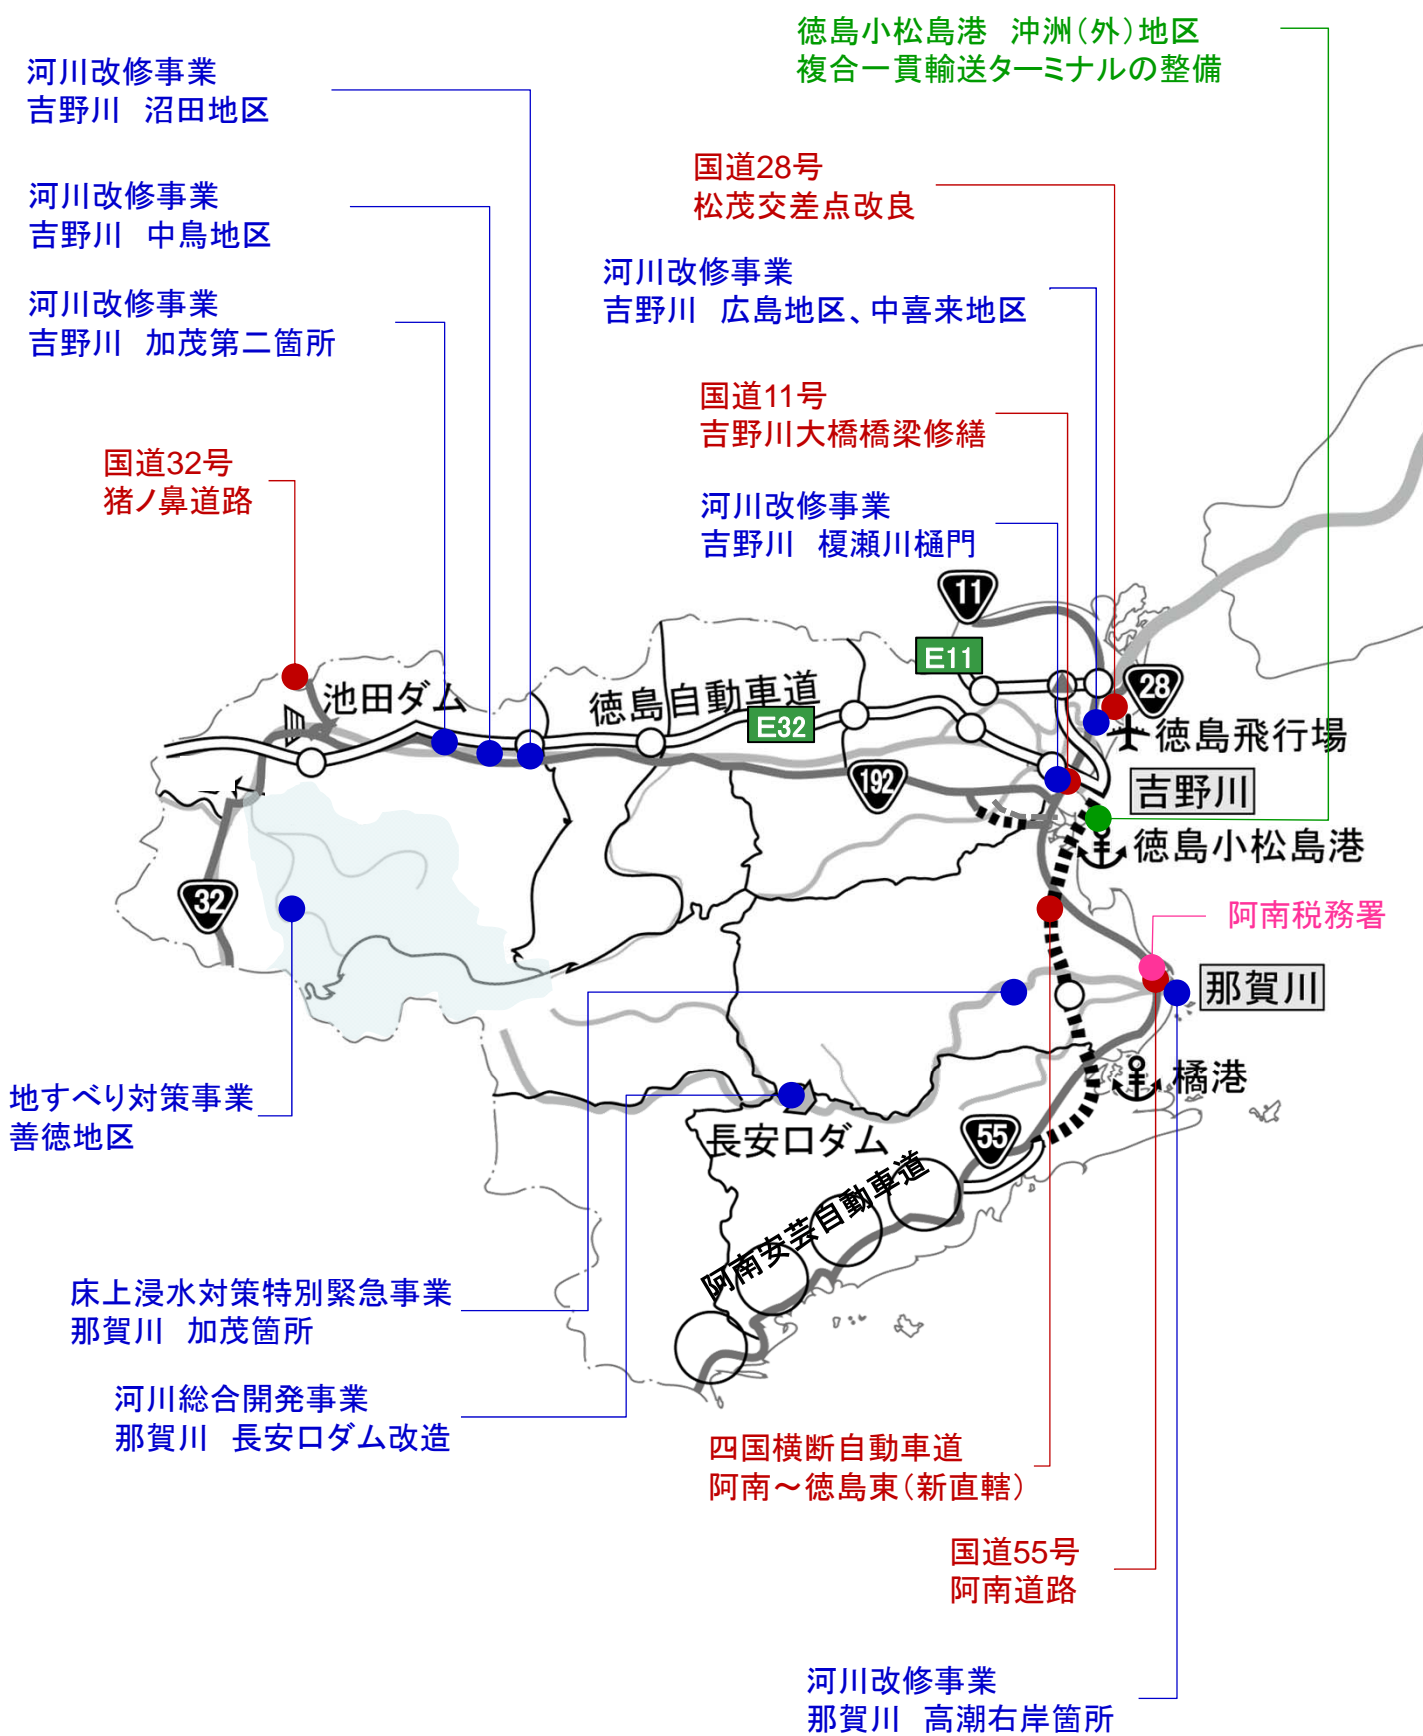 徳島小松島港　沖洲（外）地区
複合一貫輸送ターミナルの整備
河川改修事業
吉野川　沼田地区
国道28号
松茂交差点改良
河川改修事業
吉野川　中鳥地区
河川改修事業
吉野川　広島地区、中喜来地区
河川改修事業
吉野川　加茂第二箇所
国道11号
吉野川大橋橋梁修繕
国道32号
猪ノ鼻道路
河川改修事業
吉野川　榎瀬川樋門
11
E11
28
池田ダム
徳島自動車道
E32
徳島飛行場
192
吉野川
徳島小松島港
32
阿南税務署
那賀川
橘港
地すべり対策事業
善徳地区
長安口ダム
55
阿南安芸自動車道
床上浸水対策特別緊急事業
那賀川　加茂箇所
河川総合開発事業
那賀川　長安口ダム改造
四国横断自動車道
阿南～徳島東（新直轄）
国道55号
阿南道路
河川改修事業
那賀川　高潮右岸箇所